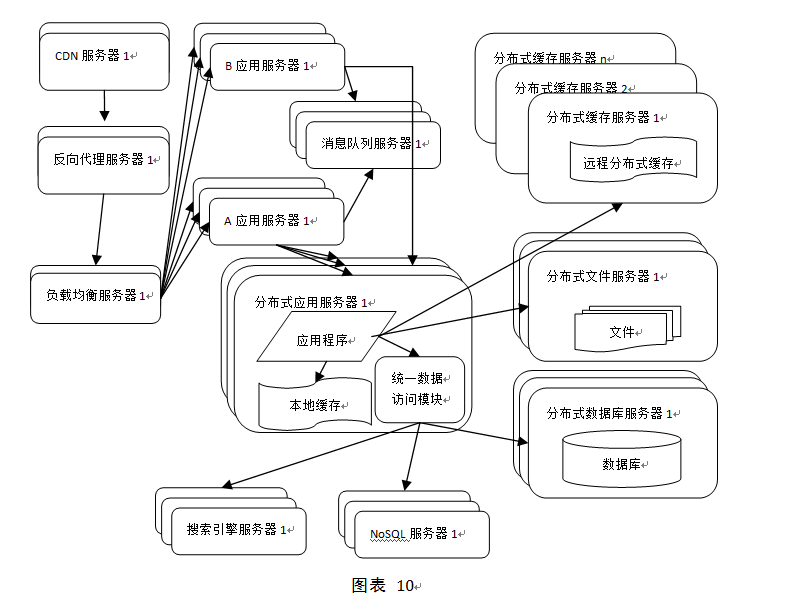 CDN 服务器 1
反向代理服务器 1
负载均衡服务器 1
B 应用服务器 1
消息队列服务器 1
A 应用服务器 1
分布式应用服务器 1
应用程序
本地缓存
统一数据
访问模块
分布式缓存服务器 n
分布式缓存服务器 2
分布式缓存服务器 1
远程分布式缓存
分布式文件服务器 1
文件
分布式数据库服务器 1
数据库
搜索引擎服务器 1
NoSQL 服务器 1
图表 10